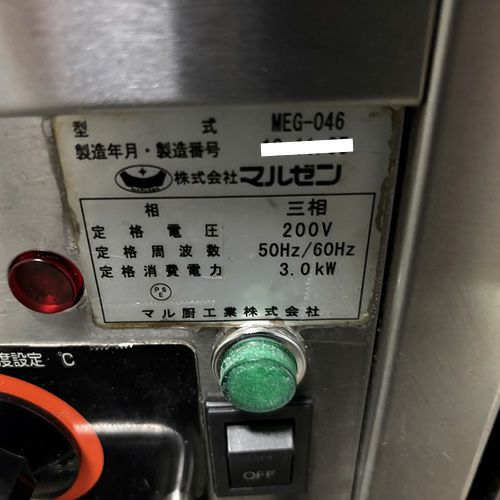 型式 MEG-046
製造年月・製造番号
株式会社マルゼン
相 三相
定格電圧 200V
定格周波数 50Hz/60Hz
定格消費電力 3.0kW
PSE
マル厨工業株式会社
度設定 ℃
OFF